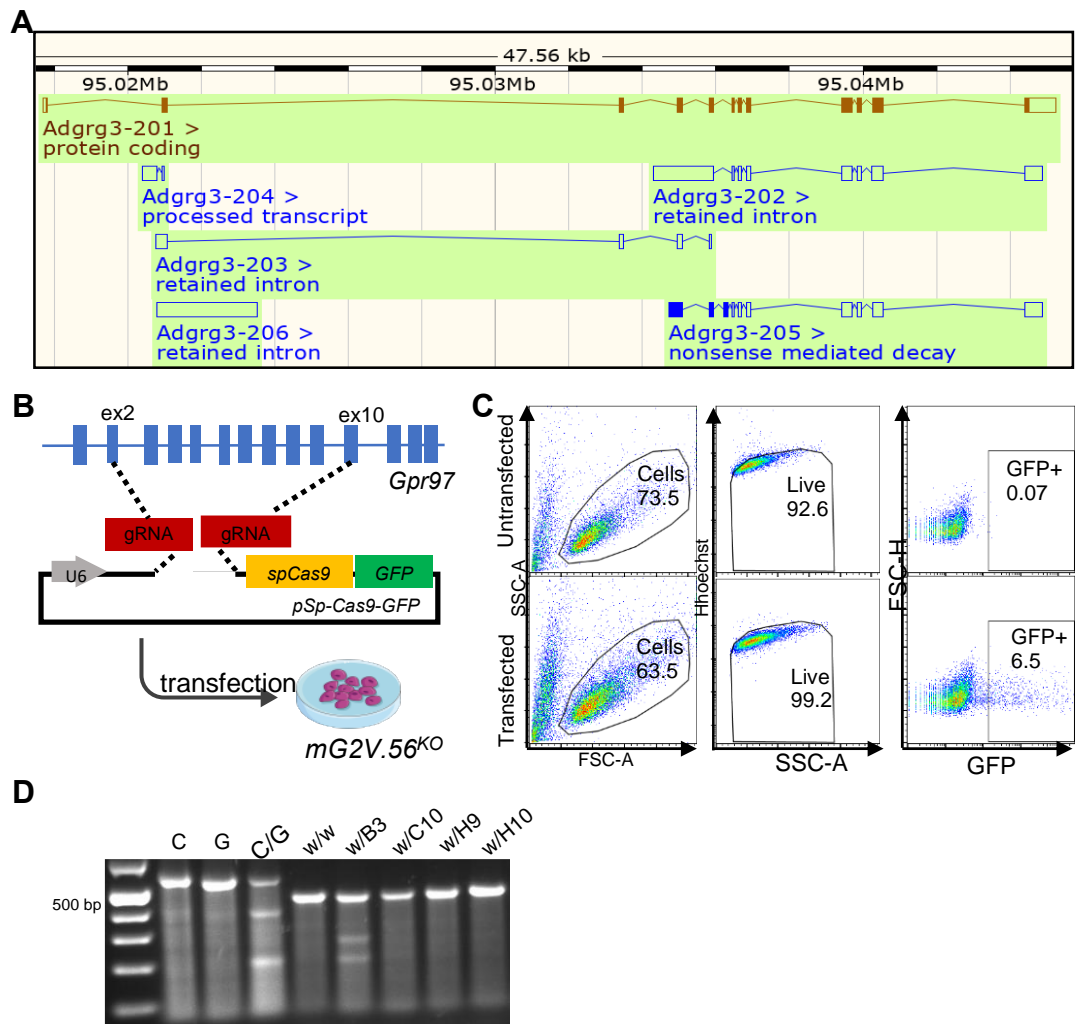 A
47.56 kb
95.02Mb 95.03Mb 95.04Mb
Adgrg3-201 >
protein coding
Adgrg3-204 >
processed transcript
Adgrg3-202 >
retained intron
Adgrg3-203 >
retained intron
Adgrg3-206 >
retained intron
Adgrg3-205 >
nonsense mediated decay
B
ex2
ex10
Gpr97
gRNA
gRNA
U6
spCas9
GFP
pSp-Cas9-GFP
transfection
mG2V.56KO
C
Untransfected
Transfected
SSC-A
Cells
73.5
Cells
63.5
FSC-A
Hhoechst
Live
92.6
Live
99.2
SSC-A
FSC-H
GFP+
0.07
GFP+
6.5
GFP
D
C G C/G w/w w/B3 w/C10 w/H9 w/H10
500 bp